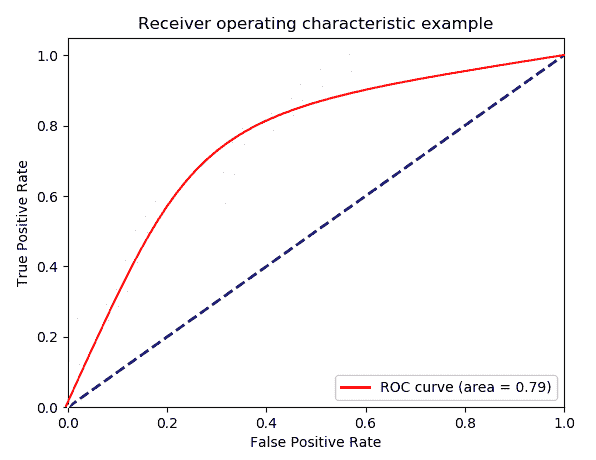 Receiver operating characteristic example
True Positive Rate
1.0
0.8
0.6
0.4
0.2
0.0
0.0 0.2 0.4 0.6 0.8 1.0
False Positive Rate
ROC curve (area = 0.79)